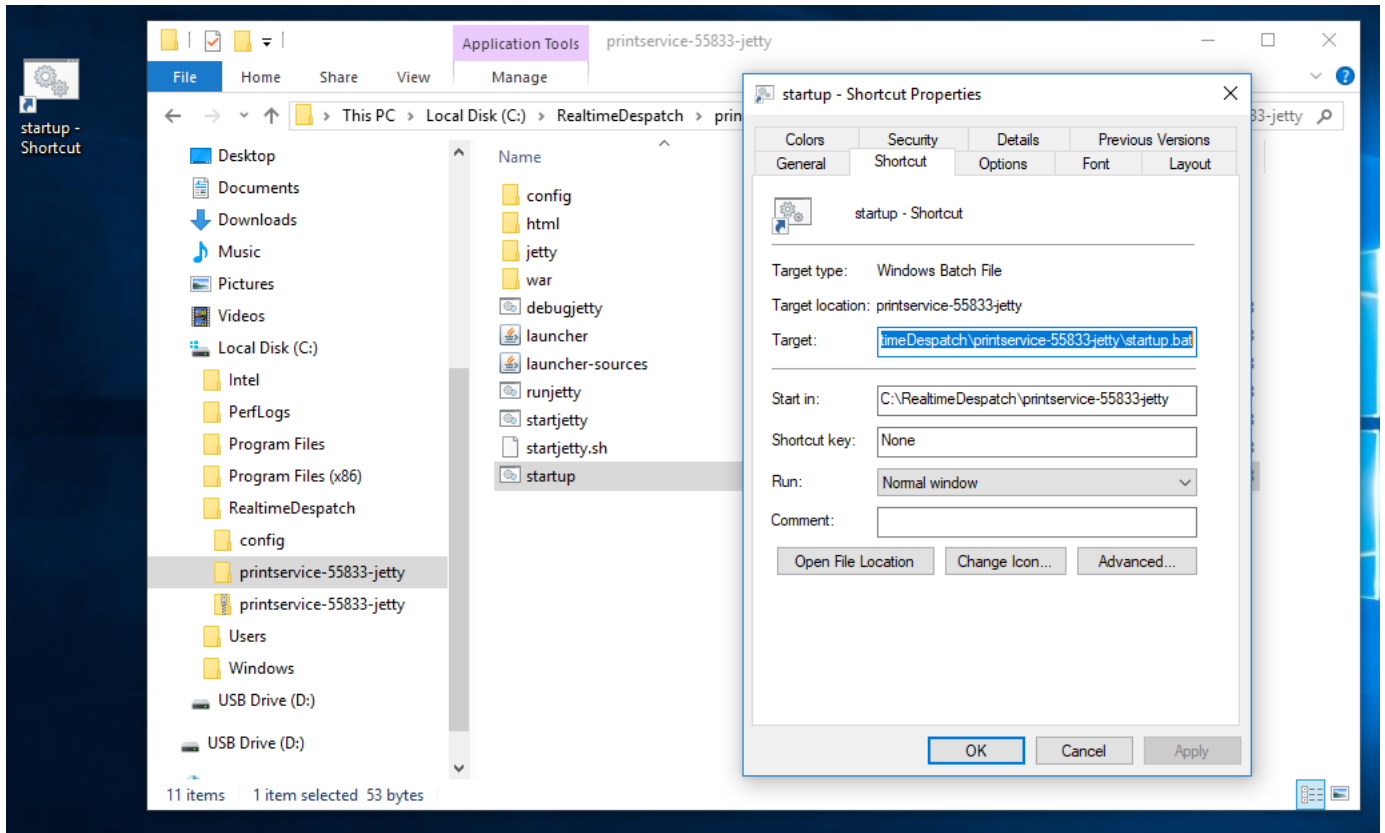 startup -
Shortcut
Application Tools
printservice-55833-jetty
File
Home
Share
View
Manage
?
This PC > Local Disk (C:) > RealtimeDespatch > prin
33-jetty
Desktop
Documents
Downloads
Music
Pictures
Videos
Local Disk (C:)
Intel
PerfLogs
Program Files
Program Files (x86)
RealtimeDespatch
config
printservice-55833-jetty
printservice-55833-jetty
Users
Windows
USB Drive (D:)
USB Drive (D:)
Name
config
html
jetty
war
debugjetty
launcher
launcher-sources
runjetty
startjetty
startjetty.sh
startup
11 items
1 item selected 53 bytes
startup - Shortcut Properties
Colors
Security
Details
Previous Versions
General
Shortcut
Options
Font
Layout
startup - Shortcut
Target type: Windows Batch File
Target location: printservice-55833-jetty
Target: timeDespatch\printservice-55833-jetty\startup.bat
Start in: C:\RealtimeDespatch\printservice-55833-jetty
Shortcut key: None
Run: Normal window
Comment:
Open File Location
Change Icon...
Advanced...
OK
Cancel
Apply